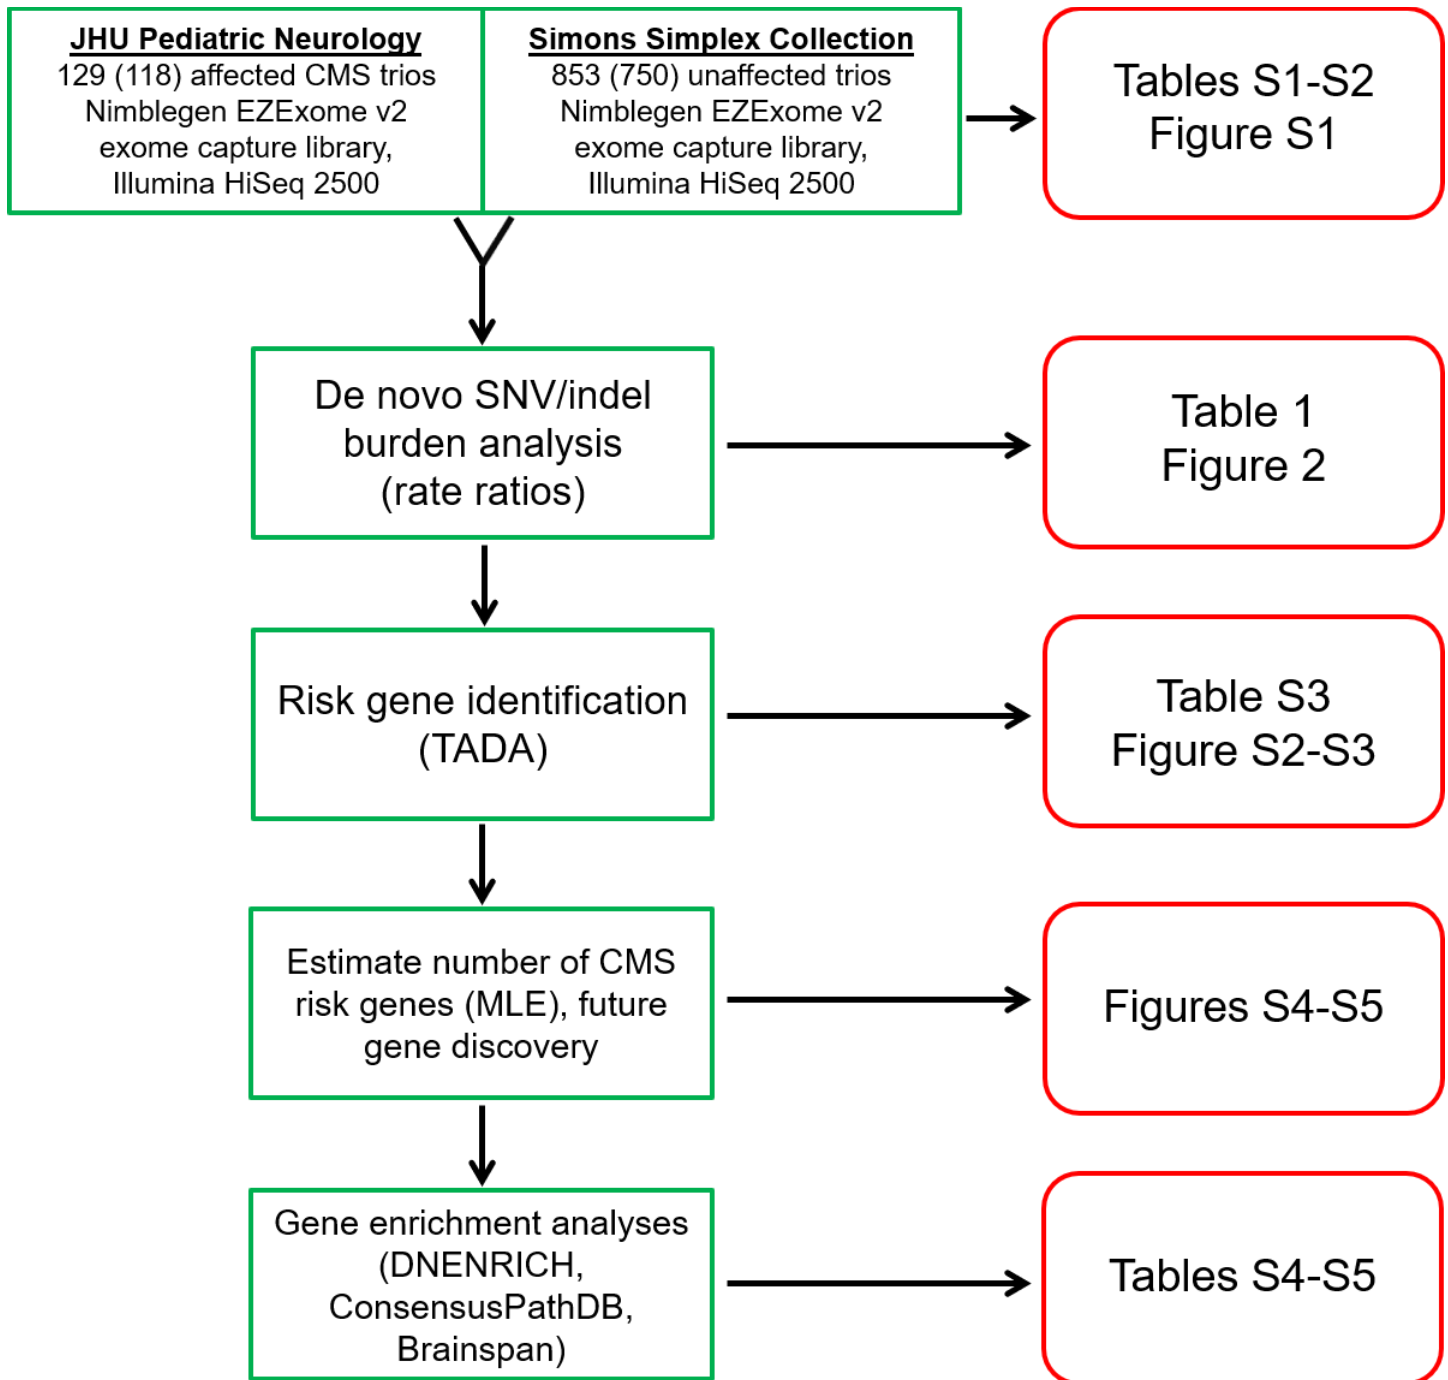 JHU Pediatric Neurology
129 (118) affected CMS trios
Nimblegen EZExome v2
exome capture library,
Illumina HiSeq 2500
Simons Simplex Collection
853 (750) unaffected trios
Nimblegen EZExome v2
exome capture library,
Illumina HiSeq 2500
Tables S1-S2
Figure S1
De novo SNV/indel
burden analysis
(rate ratios)
Table 1
Figure 2
Risk gene identification
(TADA)
Table S3
Figure S2-S3
Estimate number of CMS
risk genes (MLE), future
gene discovery
Figures S4-S5
Gene enrichment analyses
(DNENRICH,
ConsensusPathDB,
Brainspan)
Tables S4-S5